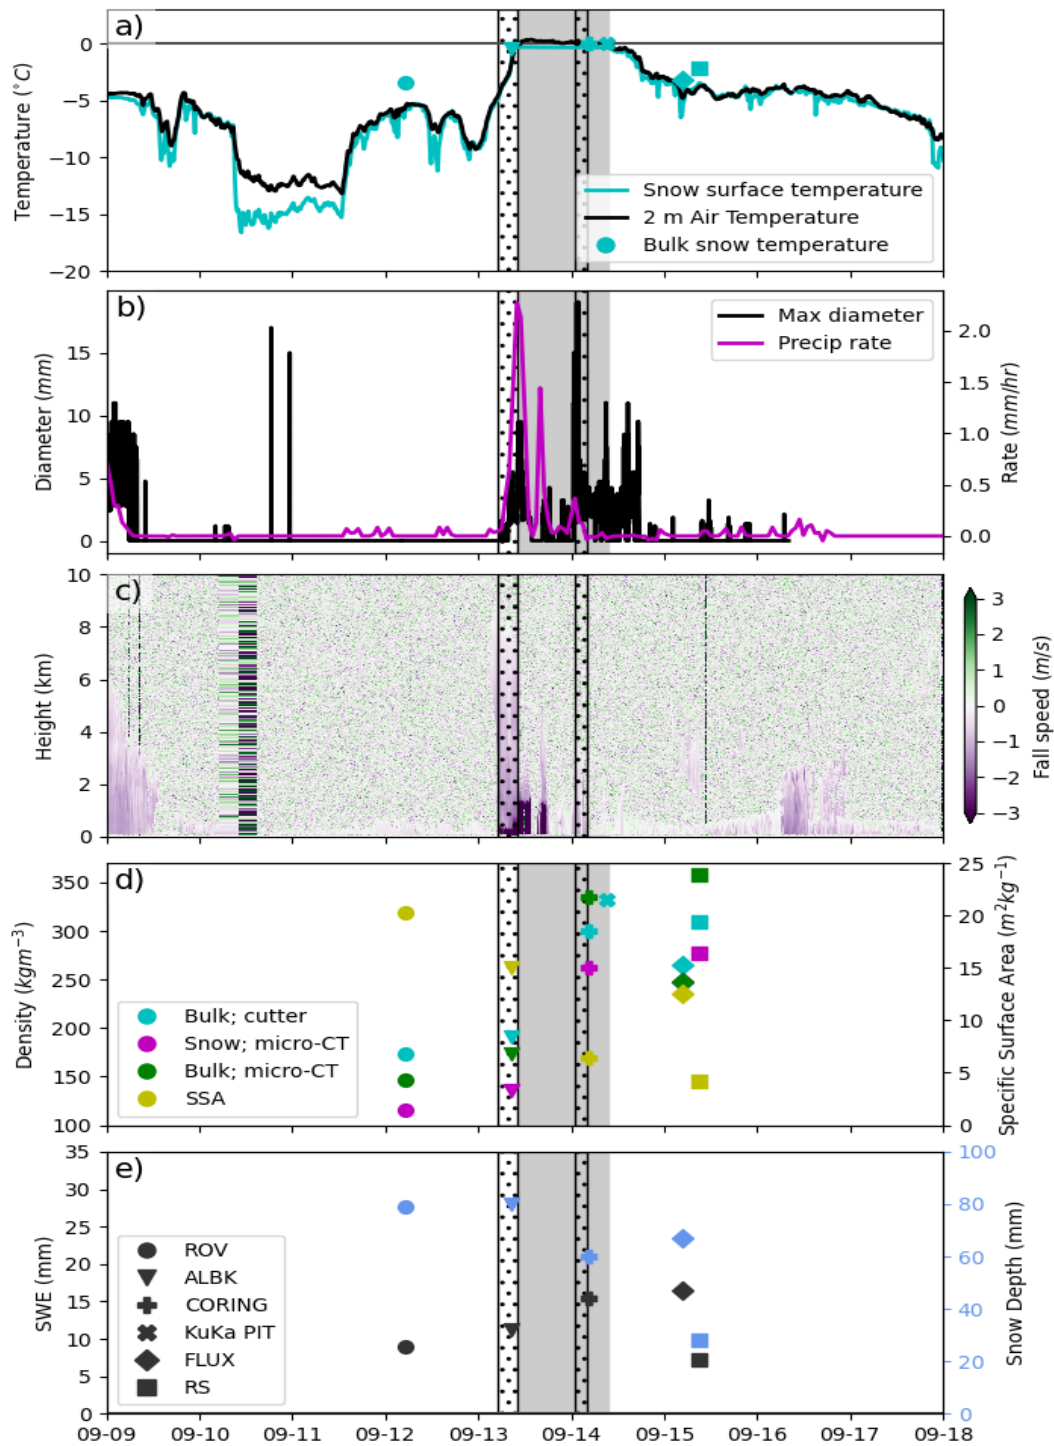 a)
0
−5
−10
−15
−20
Temperature (°C)
Snow surface temperature
2 m Air Temperature
Bulk snow temperature
b)
15
10
5
0
Diameter (mm)
Max diameter
Precip rate
2.0
1.5
1.0
0.5
0.0
Rate (mm/hr)
c)
10
8
6
4
2
0
Height (km)
3
2
1
0
−1
−2
−3
Fall speed (m/s)
d)
350
300
250
200
150
100
Density (kgm⁻³)
Bulk; cutter
Snow; micro-CT
Bulk; micro-CT
SSA
25
20
15
10
5
0
Specific Surface Area (m²kg⁻¹)
e)
35
30
25
20
15
10
5
0
SWE (mm)
ROV
ALBK
CORING
KuKa PIT
FLUX
RS
100
80
60
40
20
0
Snow Depth (mm)
09-09 09-10 09-11 09-12 09-13 09-14 09-15 09-16 09-17 09-18